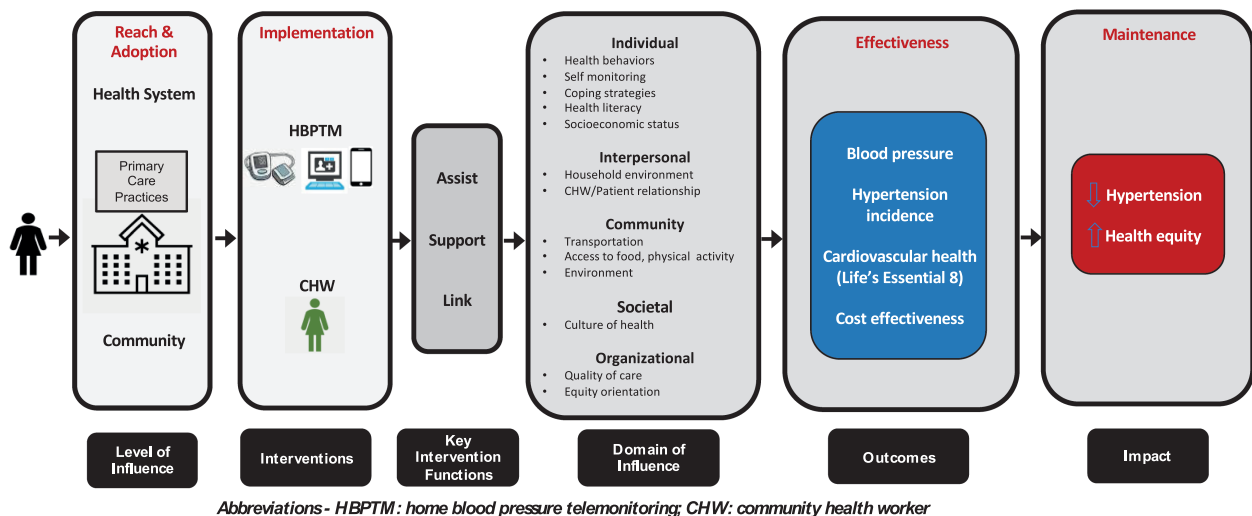 Reach &
Adoption
Health System
Primary
Care
Practices
Community
Implementation
HBPTM
CHW
Assist
Support
Link
Individual
• Health behaviors
• Self monitoring
• Coping strategies
• Health literacy
• Socioeconomic status
Interpersonal
• Household environment
• CHW/Patient relationship
Community
• Transportation
• Access to food, physical activity
• Environment
Societal
• Culture of health
Organizational
• Quality of care
• Equity orientation
Effectiveness
Blood pressure
Hypertension
incidence
Cardiovascular health
(Life's Essential 8)
Cost effectiveness
Maintenance
Hypertension
Health equity
Level of
Influence
Interventions
Key
Intervention
Functions
Domain of
Influence
Outcomes
Impact
Abbreviations - HBPTM: home blood pressure telemonitoring; CHW: community health worker